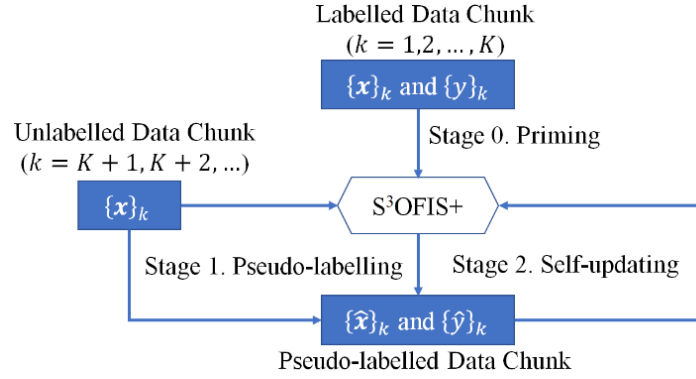 Labelled Data Chunk
(k = 1,2, ..., K)
{x}ₖ and {y}ₖ
Stage 0. Priming
Unlabelled Data Chunk
(k = K + 1, K + 2, ...)
{x}ₖ
S³OFIS+
Stage 1. Pseudo-labelling
Stage 2. Self-updating
{x̂}ₖ and {ŷ}ₖ
Pseudo-labelled Data Chunk